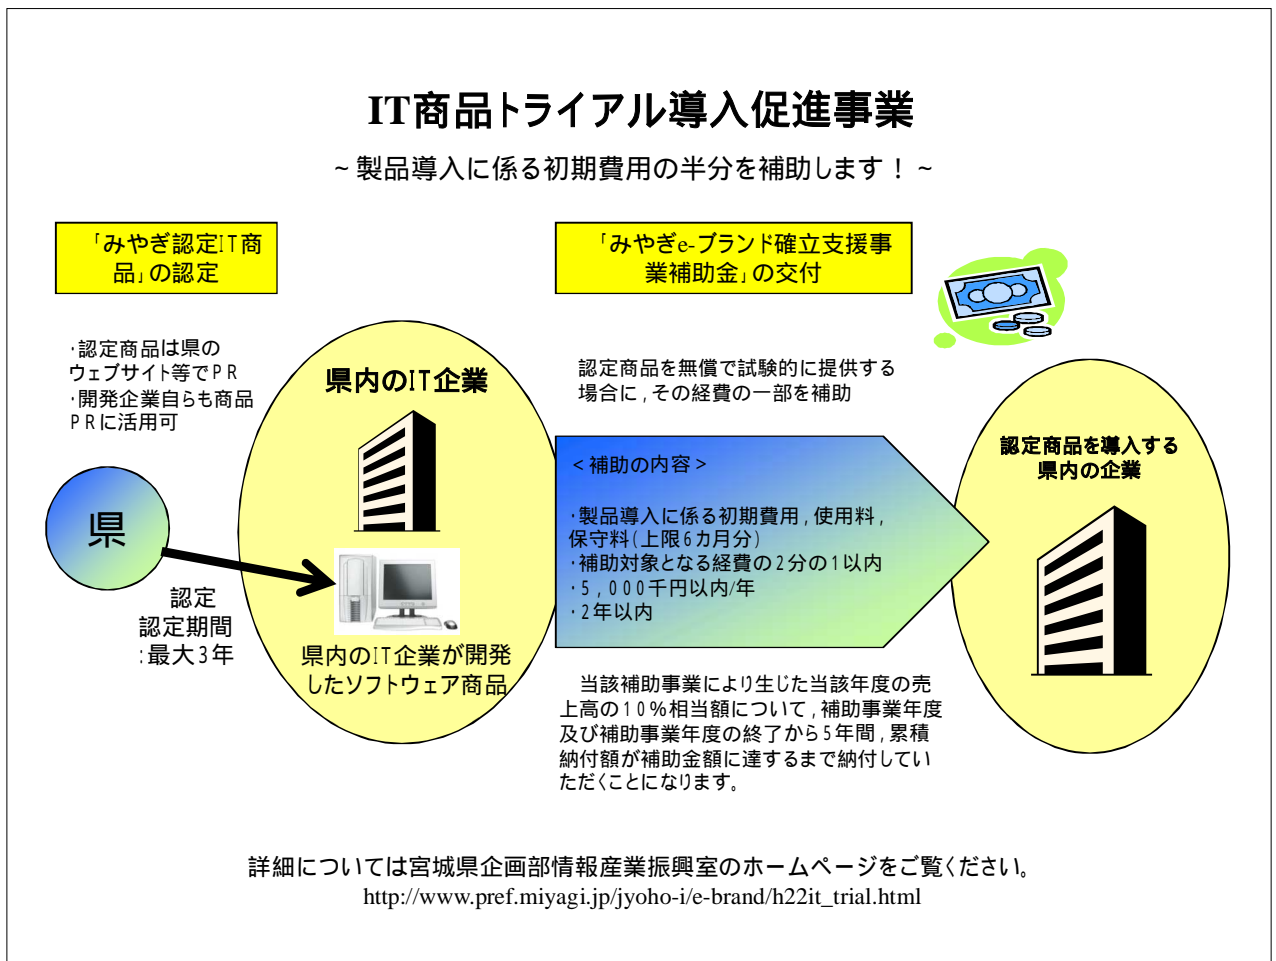 IT商品トライアル導入促進事業
~製品導入に係る初期費用の半分を補助します!~
「みやぎ認定IT商
品」の認定
・認定商品は県の
ウェブサイト等でPR
・開発企業自らも商品
PRに活用可
県
認定
認定期間
:最大3年
県内のIT企業
県内のIT企業が開発
したソフトウェア商品
「みやぎe-ブランド確立支援事
業補助金」の交付
認定商品を無償で試験的に提供する
場合に,その経費の一部を補助
<補助の内容>
・製品導入に係る初期費用,使用料,
保守料(上限6カ月分)
・補助対象となる経費の2分の1以内
・5,000千円以内/年
・2年以内
当該補助事業により生じた当該年度の売
上高の10%相当額について,補助事業年度
及び補助事業年度の終了から5年間,累積
納付額が補助金額に達するまで納付してい
ただくことになります。
認定商品を導入する
県内の企業
詳細については宮城県企画部情報産業振興室のホームページをご覧ください。
http://www.pref.miyagi.jp/jyoho-i/e-brand/h22it_trial.html